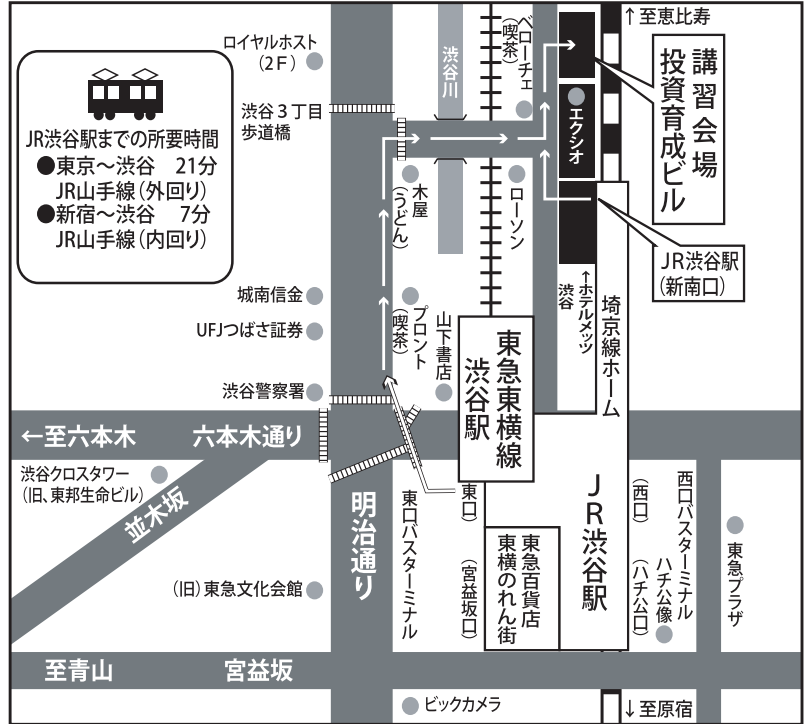 ↑至恵比寿
ロイヤルホスト
(2F)
渋谷川
ベローチェ
(喫茶)
講習会場
投資育成ビル
JR渋谷駅までの所要時間
●東京～渋谷 21分
JR山手線(外回り)
●新宿～渋谷 7分
JR山手線(内回り)
渋谷3丁目
歩道橋
エクシオ
木屋
(うどん)
ローソン
JR渋谷駅
(新南口)
←ホテルメッツ
渋谷
埼京線ホーム
城南信金
UFJつばさ証券
プロント
(喫茶)
山下書店
東急東横線
渋谷駅
渋谷警察署
←至六本木
六本木通り
渋谷クロスタワー
(旧、東邦生命ビル)
並木坂
明治通り
東口バスターミナル
(東口)
(宮益坂口)
JR渋谷駅
(西口)
(ハチ公口)
西口バスターミナル
ハチ公像
東急プラザ
東急百貨店
東横のれん街
(旧)東急文化会館
至青山
宮益坂
ビックカメラ
↓至原宿